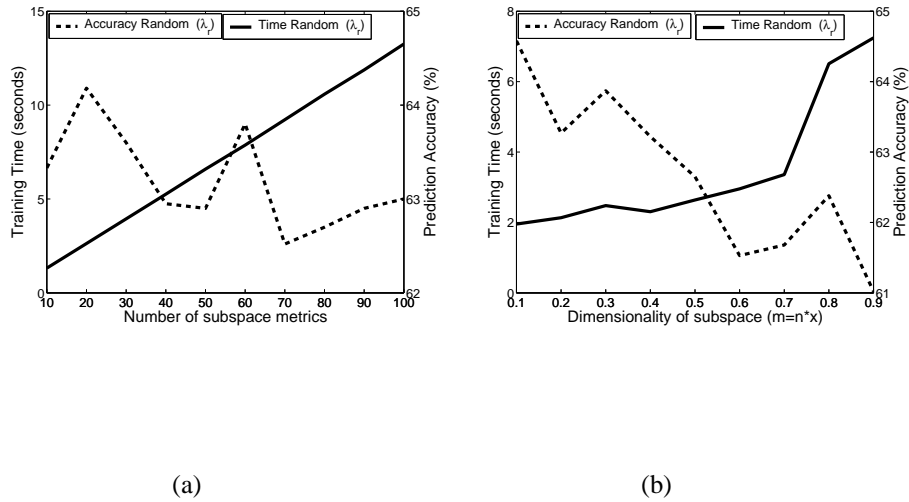 Accuracy Random (λr)
Time Random (λr)
15
10
5
0
Training Time (seconds)
65
64
63
62
Prediction Accuracy (%)
10 20 30 40 50 60 70 80 90 100
Number of subspace metrics
(a)
Accuracy Random (λr)
Time Random (λr)
8
6
4
2
0
Training Time (seconds)
65
64
63
62
61
Prediction Accuracy (%)
0.1 0.2 0.3 0.4 0.5 0.6 0.7 0.8 0.9
Dimensionality of subspace (m=n*x)
(b)